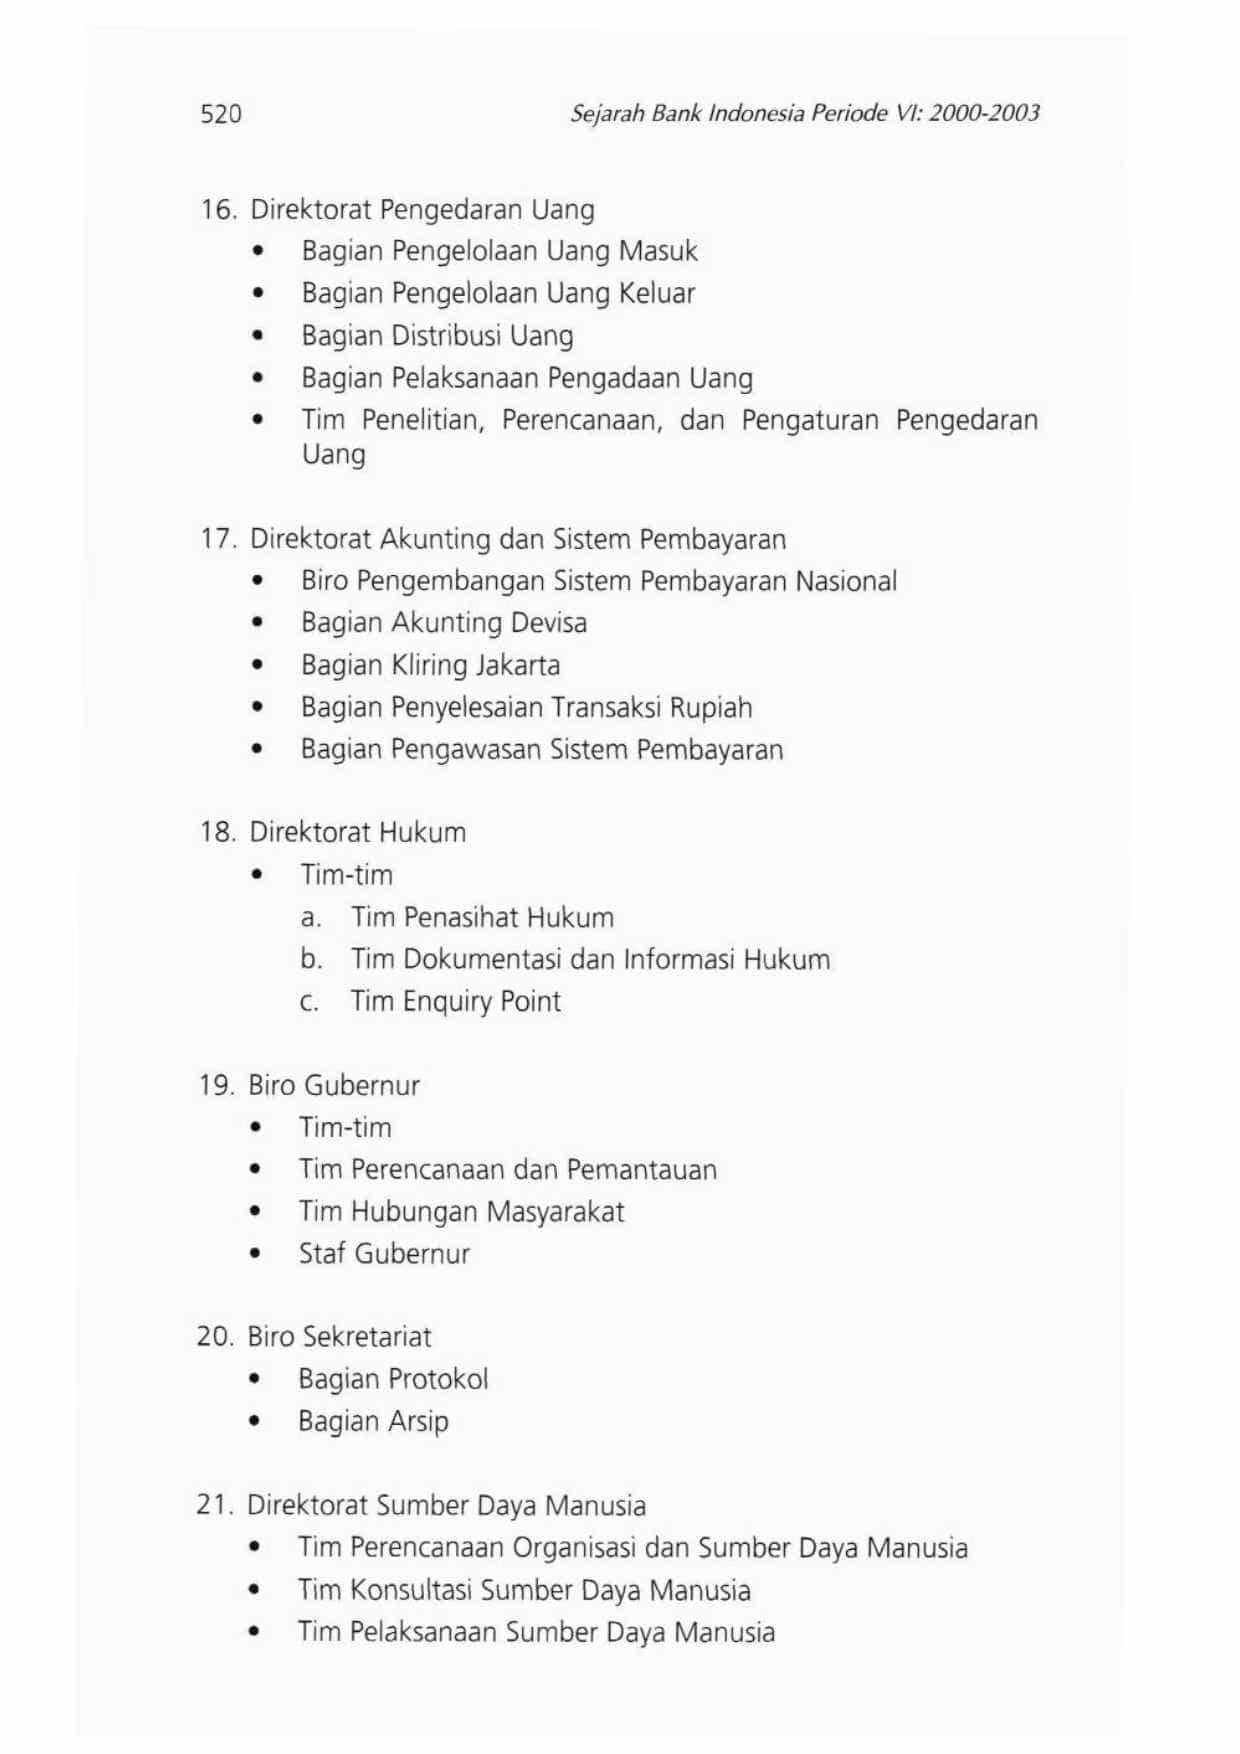 520 Sejarah Bank Indonesia Periode VI: 2000-2003
16. Direktorat Pengedaran Uang
• Bagian Pengelolaan Uang Masuk
• Bagian Pengelolaan Uang Keluar
• Bagian Distribusi Uang
• Bagian Pelaksanaan Pengadaan Uang
• Tim Penelitian, Perencanaan, dan Pengaturan Pengedaran
Uang
17. Direktorat Akunting dan Sistem Pembayaran
• Biro Pengembangan Sistem Pembayaran Nasional
• Bagian Akunting Devisa
• Bagian Kliring Jakarta
• Bagian Penyelesaian Transaksi Rupiah
• Bagian Pengawasan Sistem Pembayaran
18. Direktorat Hukum
• Tim-tim
a. Tim Penasihat Hukum
b. Tim Dokumentasi dan Informasi Hukum
c. Tim Enquiry Point
19. Biro Gubernur
• Tim-tim
• Tim Perencanaan dan Pemantauan
• Tim Hubungan Masyarakat
• Staf Gubernur
20. Biro Sekretariat
• Bagian Protokol
• Bagian Arsip
21. Direktorat Sumber Daya Manusia
• Tim Perencanaan Organisasi dan Sumber Daya Manusia
• Tim Konsultasi Sumber Daya Manusia
• Tim Pelaksanaan Sumber Daya Manusia